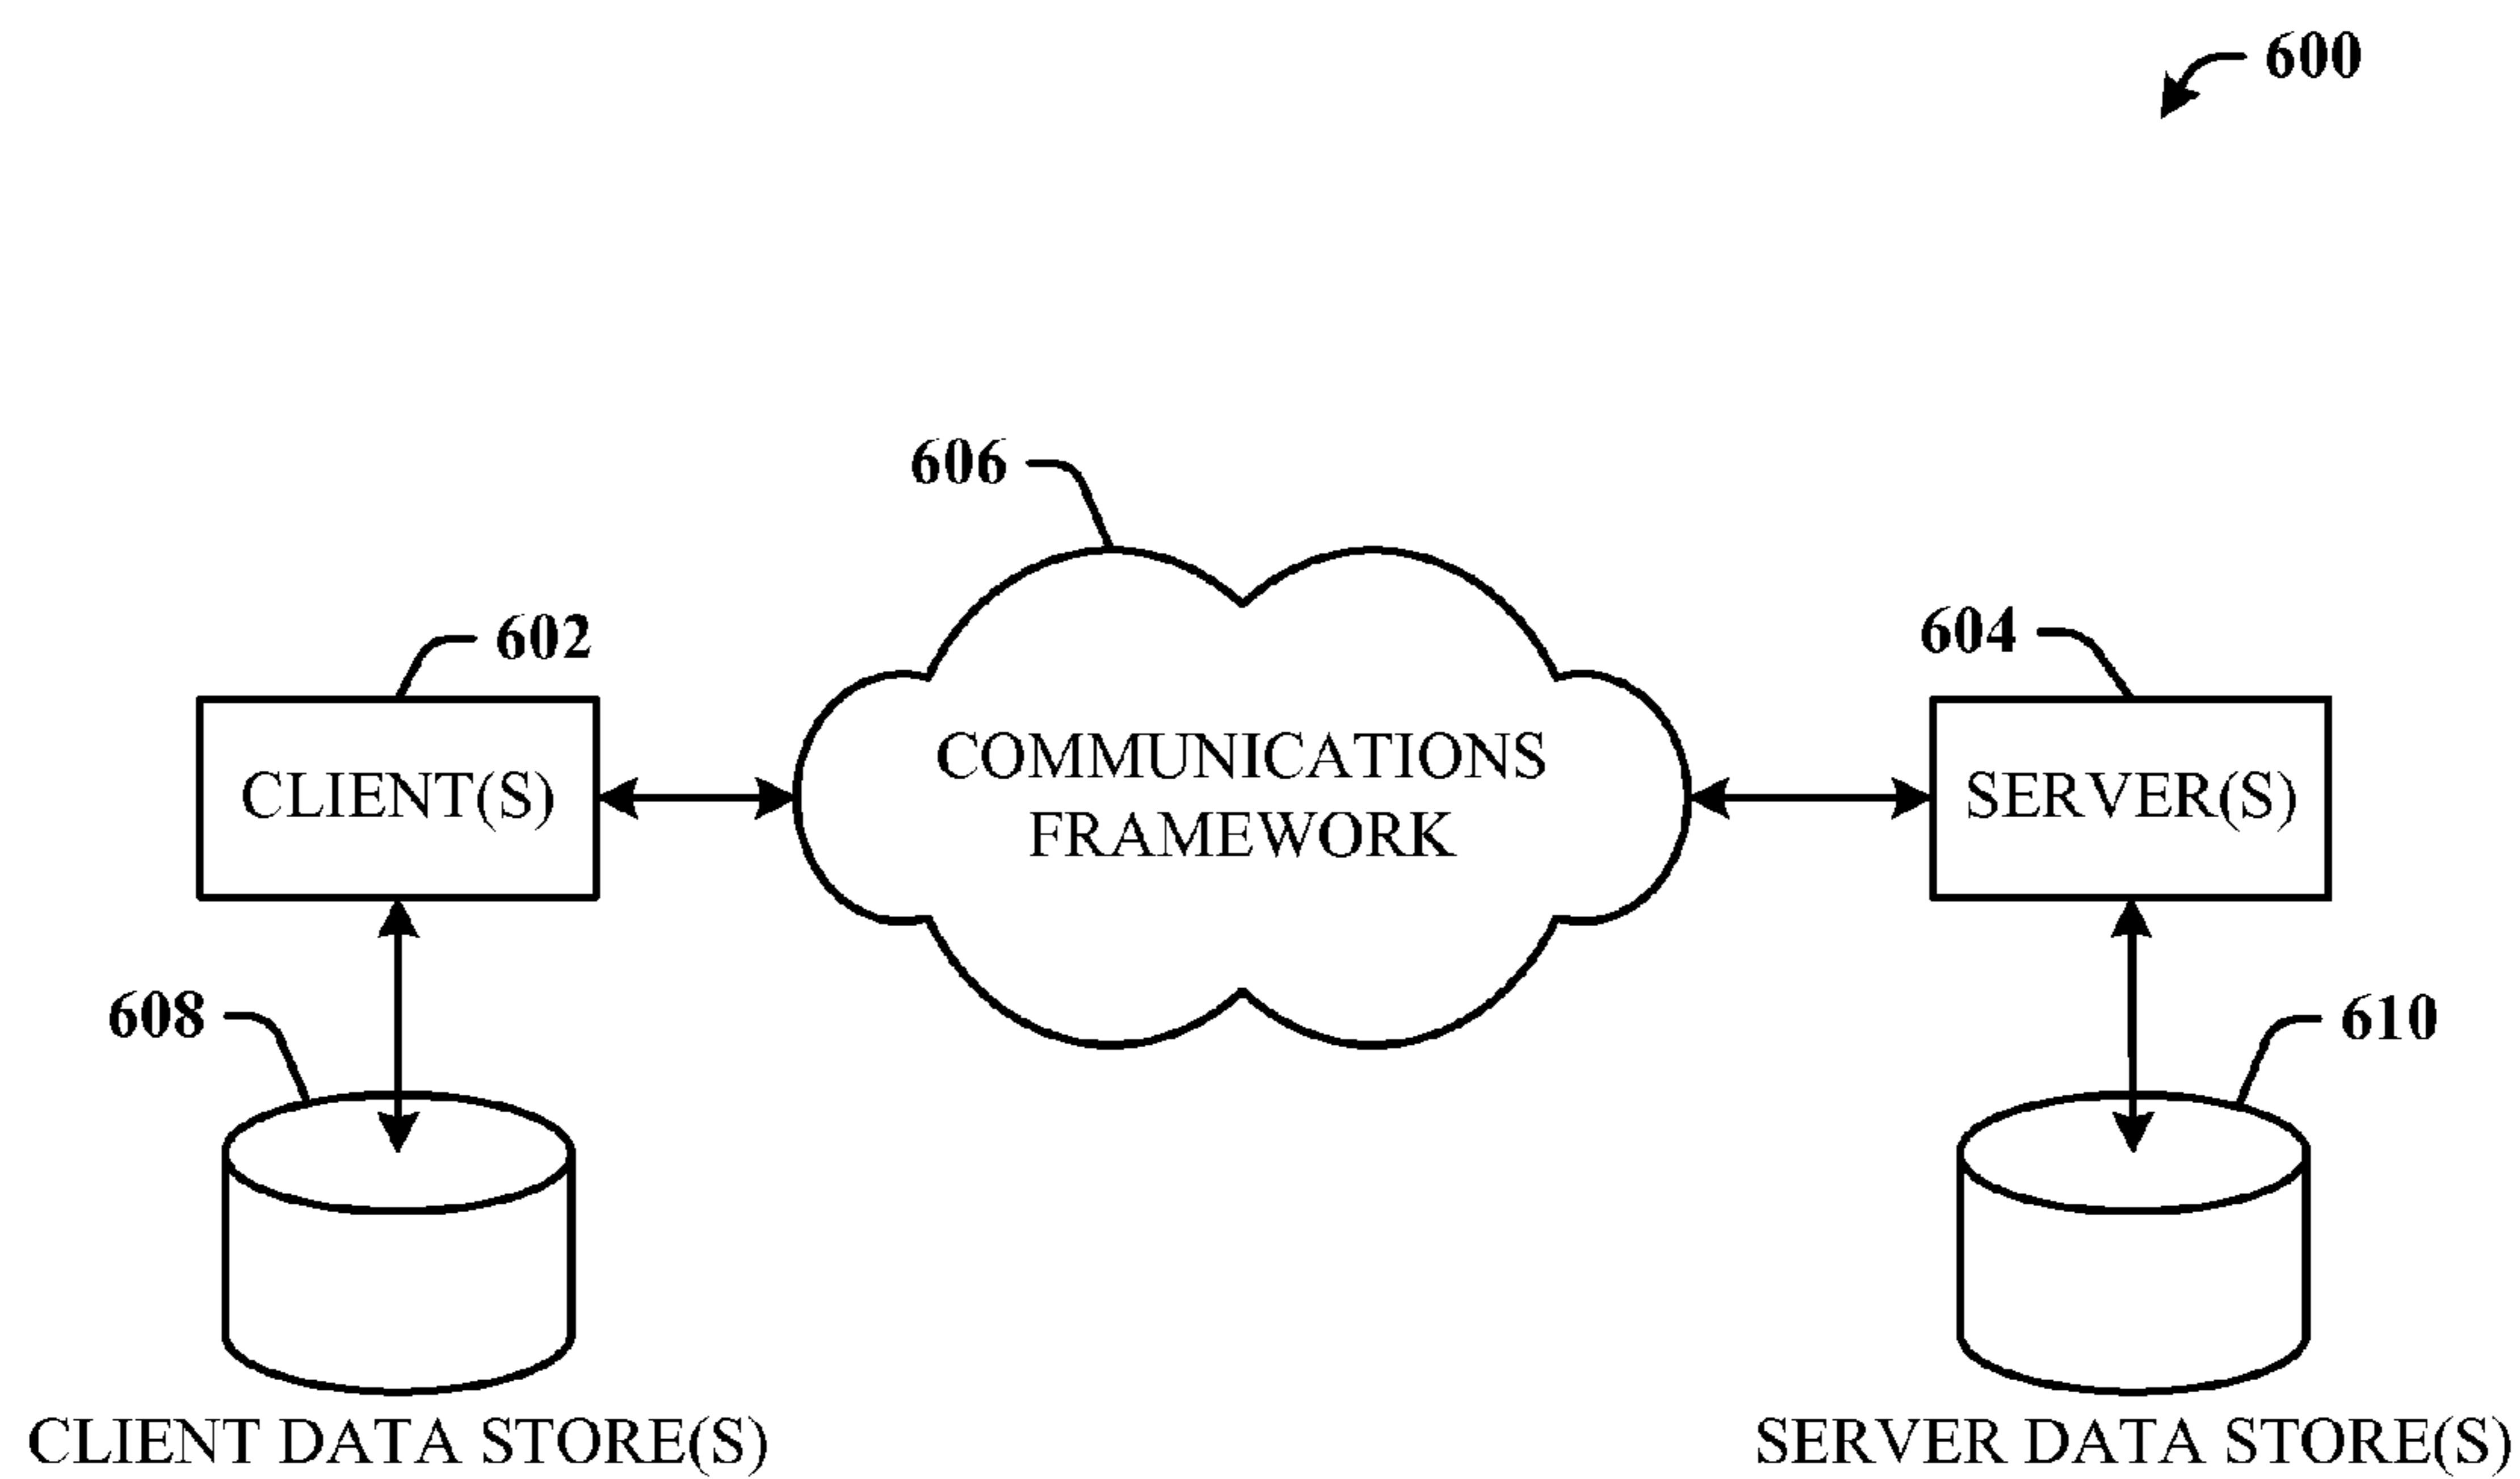 600
606
602
604
CLIENT(S)
COMMUNICATIONS
FRAMEWORK
SERVER(S)
608
610
CLIENT DATA STORE(S)
SERVER DATA STORE(S)